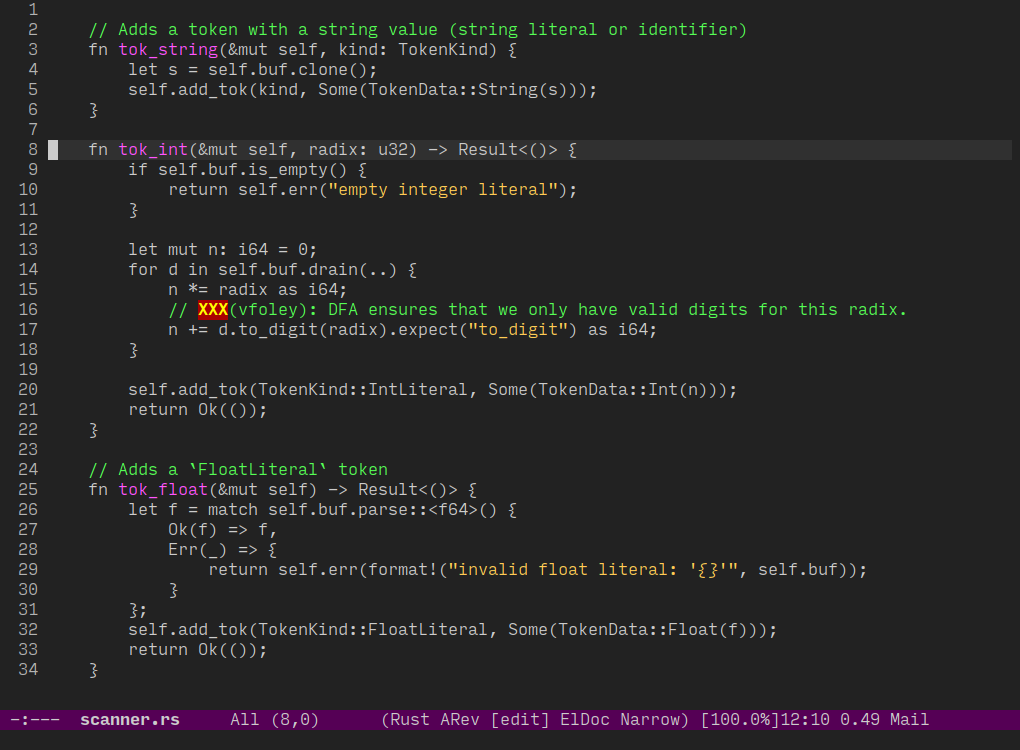 1
2     // Adds a token with a string value (string literal or identifier)
3     fn tok_string(&mut self, kind: TokenKind) {
4         let s = self.buf.clone();
5         self.add_tok(kind, Some(TokenData::String(s)));
6     }
7
8     fn tok_int(&mut self, radix: u32) -> Result<()> {
9         if self.buf.is_empty() {
10             return self.err("empty integer literal");
11         }
12
13         let mut n: i64 = 0;
14         for d in self.buf.drain(..) {
15             n *= radix as i64;
16             // XXX(vfoley): DFA ensures that we only have valid digits for this radix.
17             n += d.to_digit(radix).expect("to_digit") as i64;
18         }
19
20         self.add_tok(TokenKind::IntLiteral, Some(TokenData::Int(n)));
21         return Ok(());
22     }
23
24     // Adds a `FloatLiteral` token
25     fn tok_float(&mut self) -> Result<()> {
26         let f = match self.buf.parse::<f64>() {
27             Ok(f) => f,
28             Err(_) => {
29                 return self.err(format!("invalid float literal: '{}'", self.buf));
30             }
31         };
32         self.add_tok(TokenKind::FloatLiteral, Some(TokenData::Float(f)));
33         return Ok(());
34     }
-:---  scanner.rs     All (8,0)      (Rust ARev [edit] ElDoc Narrow) [100.0%]12:10 0.49 Mail